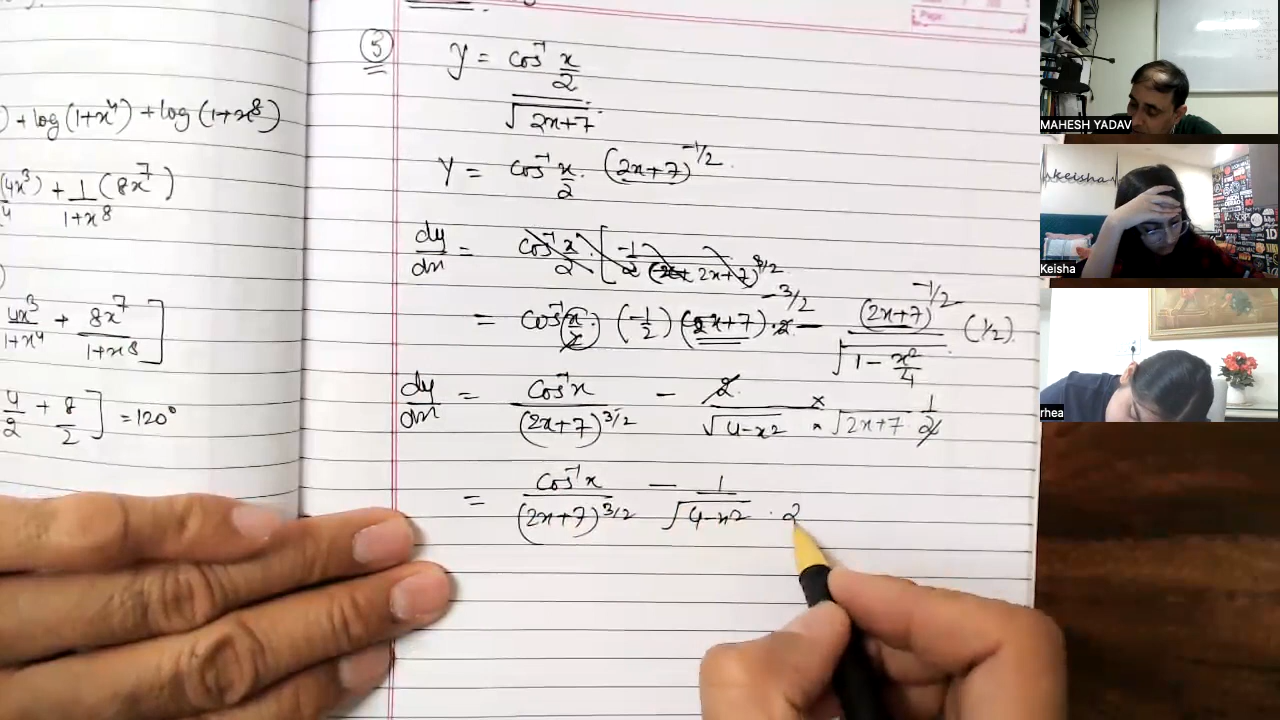 ) + log (1+x⁴) + log (1+x⁸)
4x³) + 1/(1+x⁸) (8x⁷)
4x³/(1+x⁴) + 8x⁷/(1+x⁸) ]
4/2 + 8/2 ] = 120°
Page:
③ y = cos⁻¹ x/2 / √(2x+7)
y = cos⁻¹ x/2 . (2x+7)^(-1/2) .
dy/dx = cos⁻¹ x/2 [ -1/2 2x+7)
= cos⁻¹(x/2) . (-1/2) (2x+7)^(-3/2) . 2 - (2x+7)^(-1/2) / √(1 - x²/4) (1/2) .
dy/dx = cos⁻¹x / (2x+7)^(3/2) - 2 / √(4-x²) × √(2x+7) 1/2
= cos⁻¹x / (2x+7)^(3/2) - 1 / √(4-x²) . 2
MAHESH YADAV
keisha
Keisha
rhea